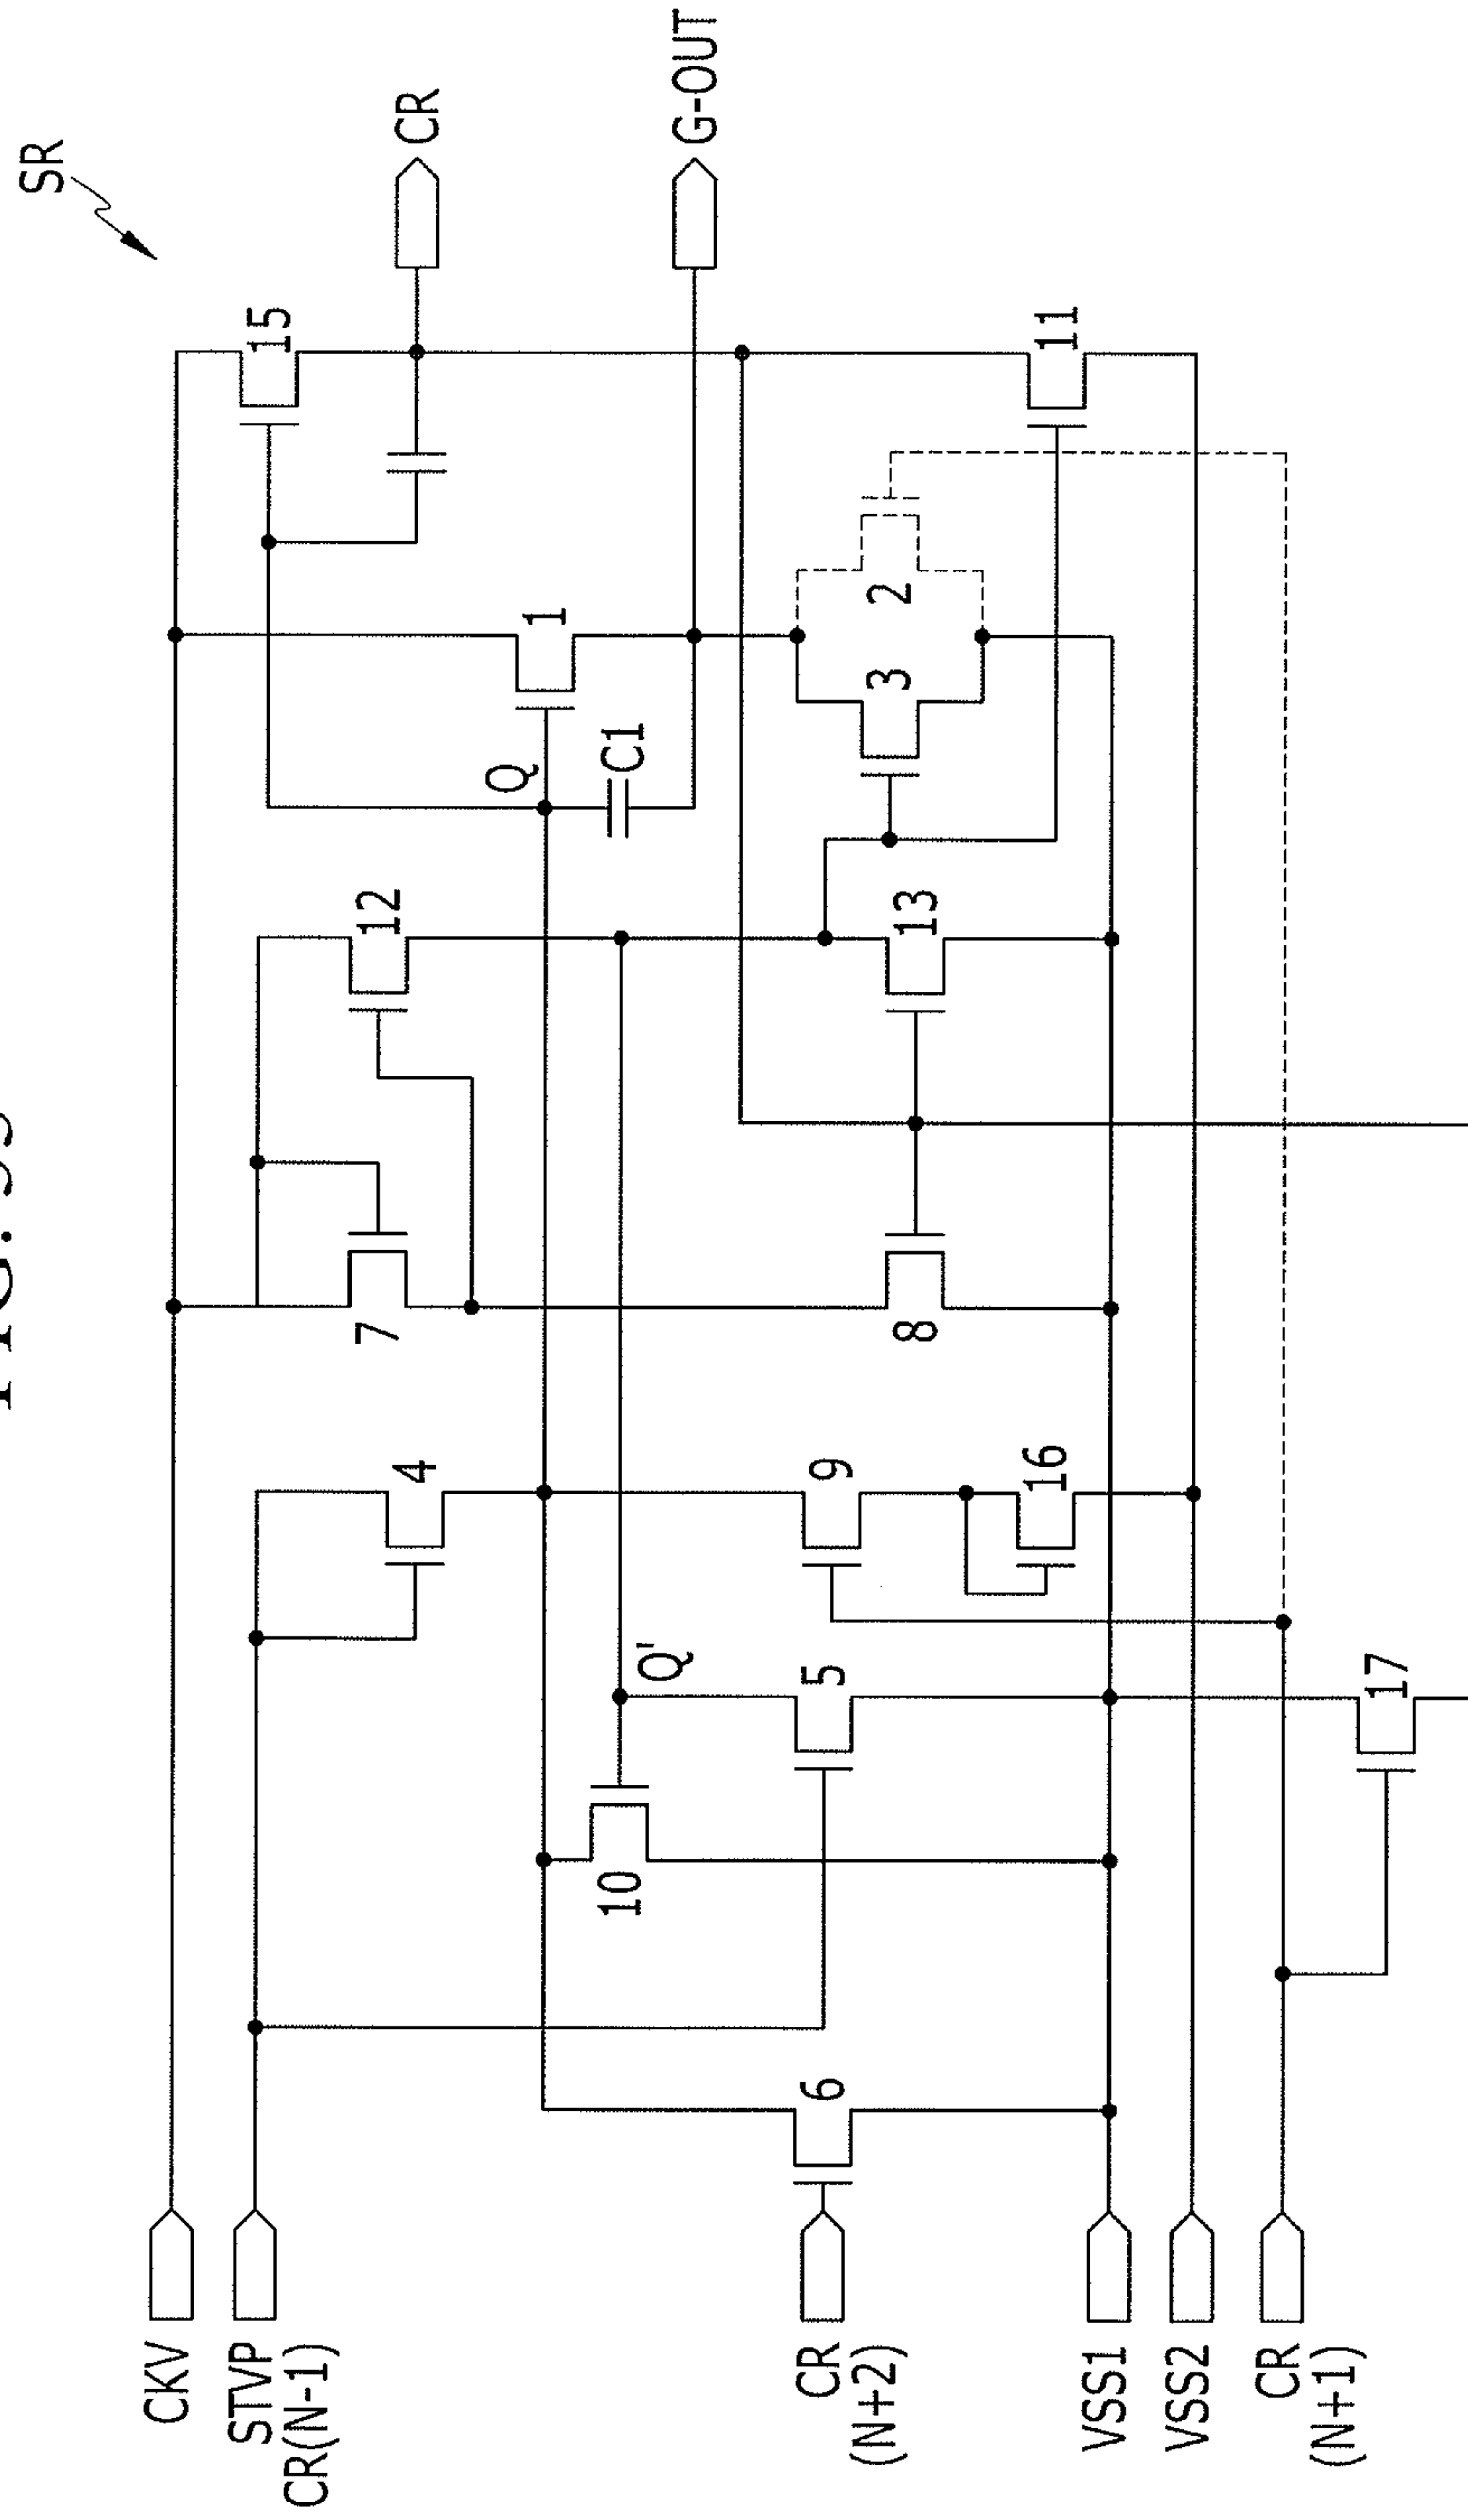 SR
CKV
STVP
CR(N-1)
CR
(N+2)
VSS1
VSS2
CR
(N+1)
CR
G-OUT
15
1
Q
C1
12
7
4
2
3
11
13
8
9
16
Q'
5
10
6
17